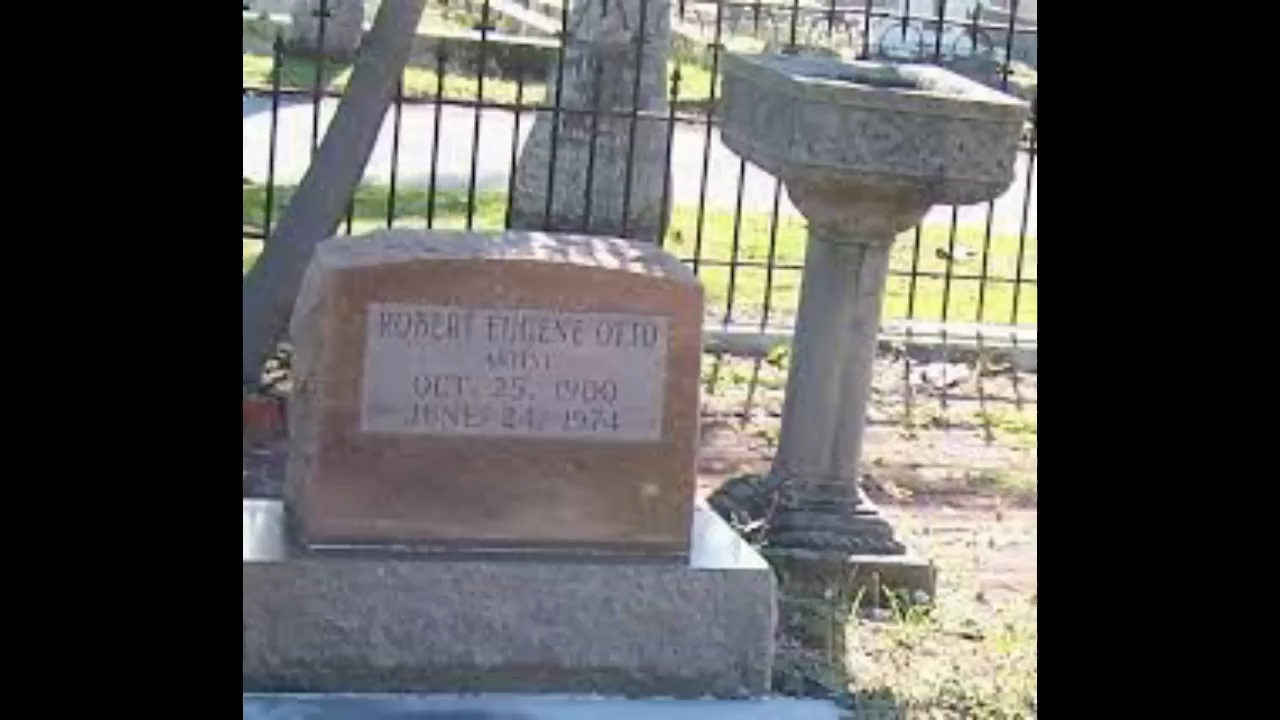 ROBERT EUGENE OTTO
ARTIST
OCT. 25, 1900
JUNE 24, 1974